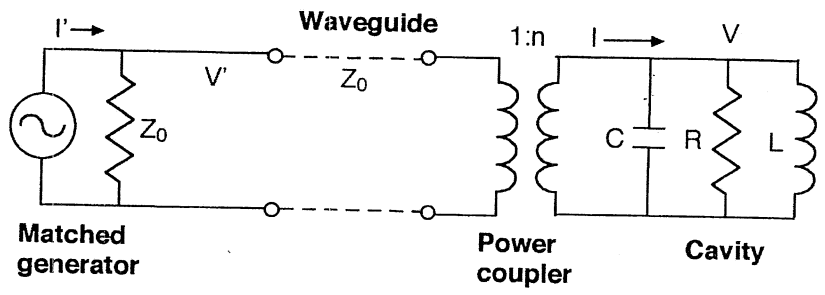 Waveguide
I'
1:n
I
V
V'
Z0
Z0
C
R
L
Matched
generator
Power
coupler
Cavity